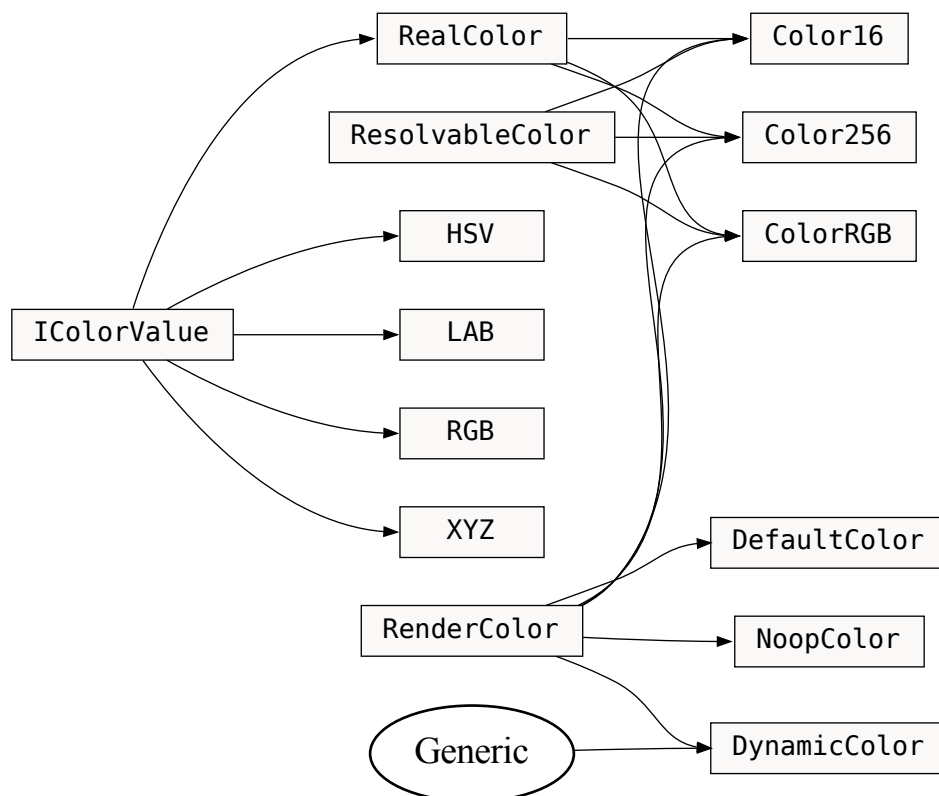 RealColor
Color16
ResolvableColor
Color256
HSV
ColorRGB
IColorValue
LAB
RGB
XYZ
DefaultColor
RenderColor
NoopColor
Generic
DynamicColor